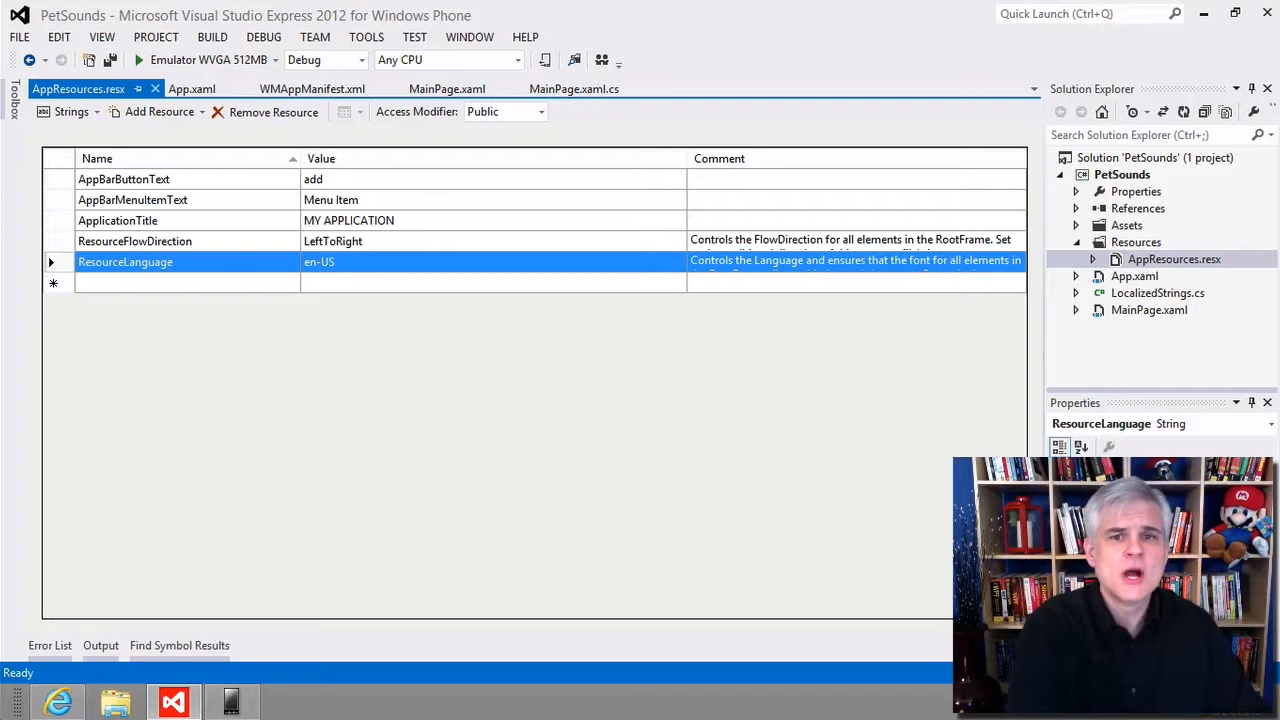 PetSounds - Microsoft Visual Studio Express 2012 for Windows Phone
Quick Launch (Ctrl+Q)
FILE EDIT VIEW PROJECT BUILD DEBUG TEAM TOOLS TEST WINDOW HELP
Emulator WVGA 512MB Debug Any CPU
Toolbox
AppResources.resx App.xaml WMAppManifest.xml MainPage.xaml MainPage.xaml.cs
Strings Add Resource Remove Resource Access Modifier: Public
Name Value Comment
AppBarButtonText add
AppBarMenuItemText Menu Item
ApplicationTitle MY APPLICATION
ResourceFlowDirection LeftToRight Controls the FlowDirection for all elements in the RootFrame. Set
ResourceLanguage en-US Controls the Language and ensures that the font for all elements in
Solution Explorer
Search Solution Explorer (Ctrl+;)
Solution 'PetSounds' (1 project)
PetSounds
Properties
References
Assets
Resources
AppResources.resx
App.xaml
LocalizedStrings.cs
MainPage.xaml
Properties
ResourceLanguage String
Error List Output Find Symbol Results
Ready